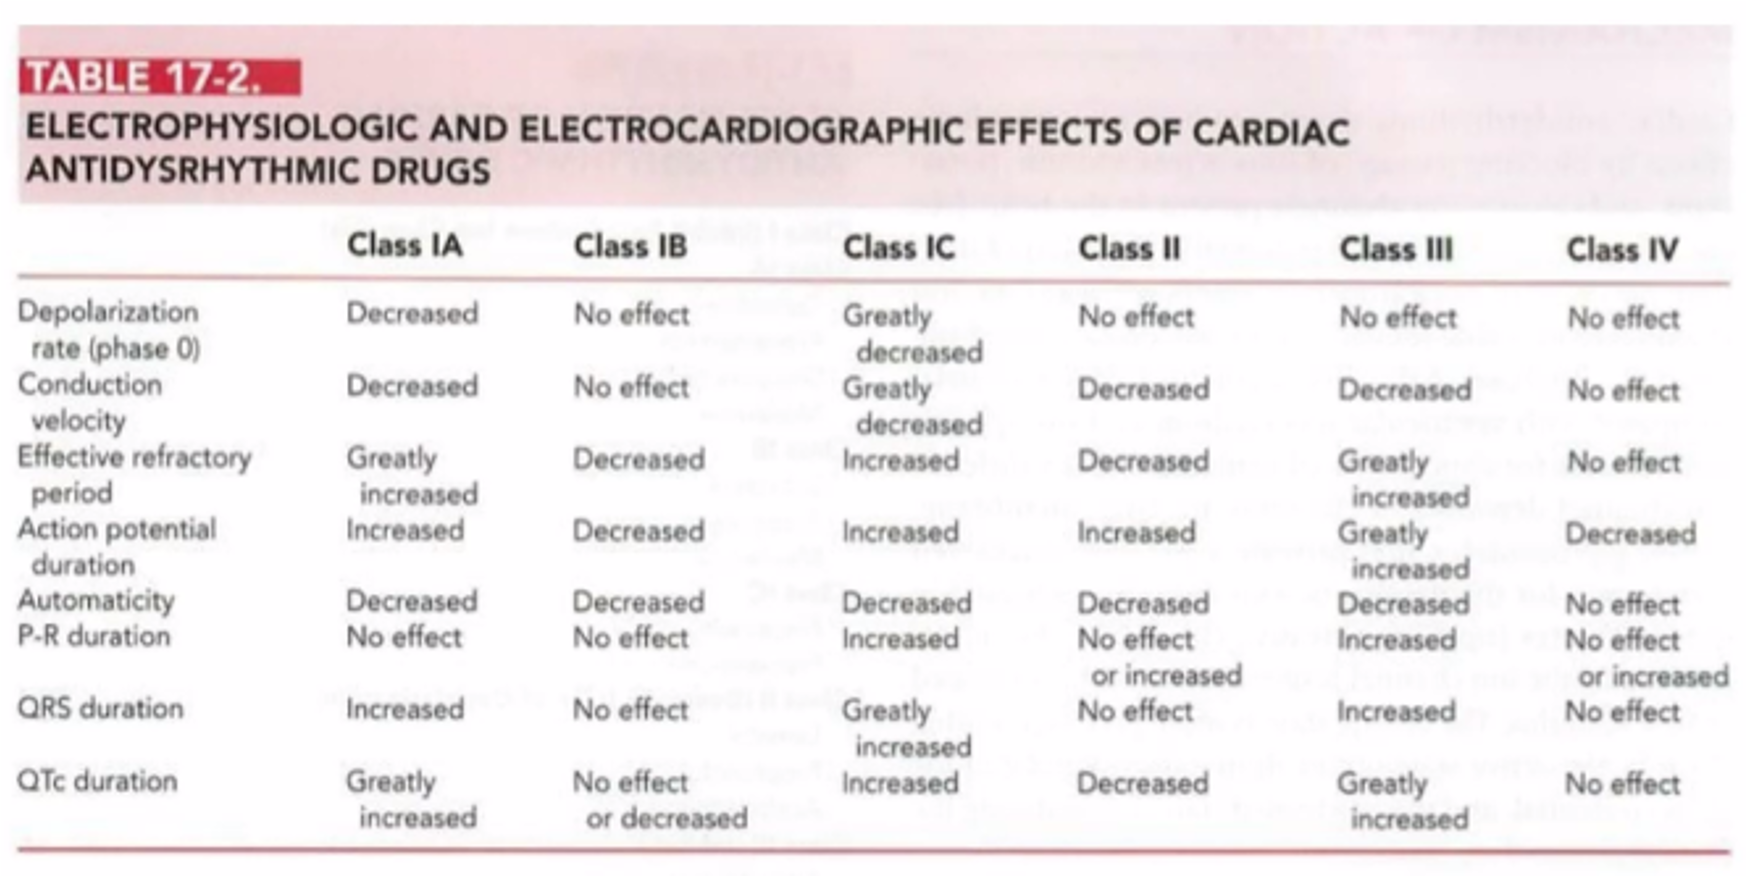 TABLE 17-2.
ELECTROPHYSIOLOGIC AND ELECTROCARDIOGRAPHIC EFFECTS OF CARDIAC
ANTIDYSRHYTHMIC DRUGS
Class IA Class IB Class IC Class II Class III Class IV
Depolarization Decreased No effect Greatly No effect No effect No effect
rate (phase 0) decreased
Conduction Decreased No effect Greatly Decreased Decreased No effect
velocity decreased
Effective refractory Greatly Decreased Increased Decreased Greatly No effect
period increased increased
Action potential Increased Decreased Increased Increased Greatly Decreased
duration increased
Automaticity Decreased Decreased Decreased Decreased Decreased No effect
P-R duration No effect No effect Increased No effect Increased No effect
or increased or increased
QRS duration Increased No effect Greatly No effect Increased No effect
increased
QTc duration Greatly No effect Increased Decreased Greatly No effect
increased or decreased increased